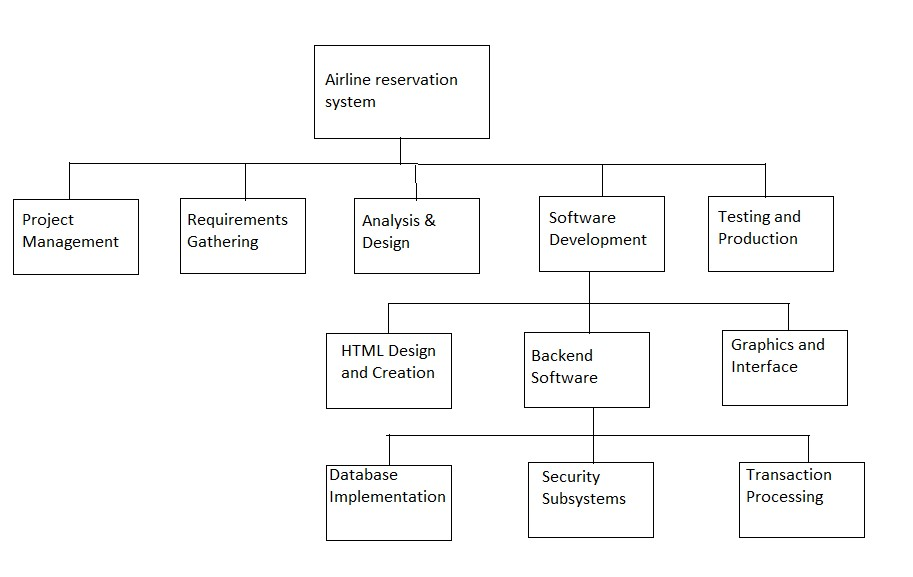 Airline reservation
system
Project
Management
Requirements
Gathering
Analysis &
Design
Software
Development
Testing and
Production
HTML Design
and Creation
Backend
Software
Graphics and
Interface
Database
Implementation
Security
Subsystems
Transaction
Processing